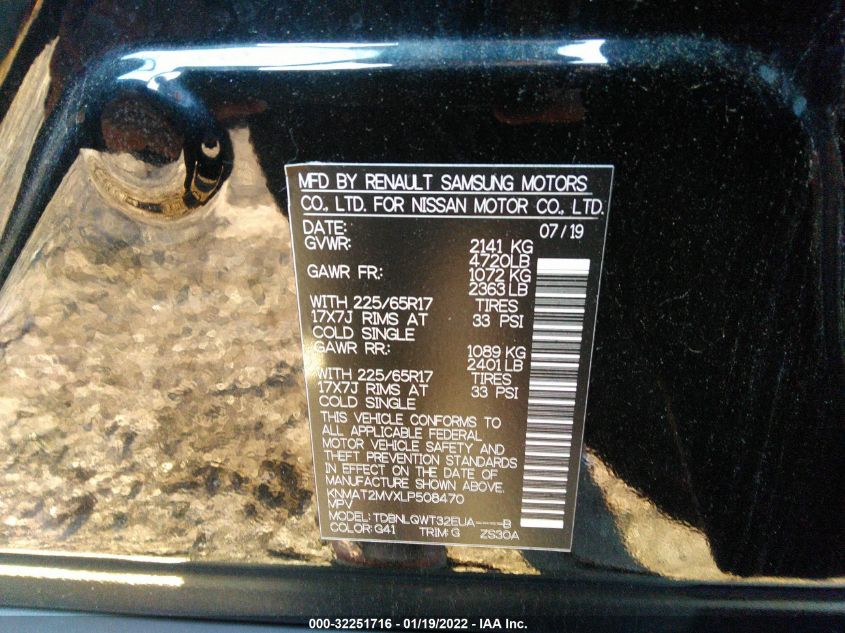 MFD BY RENAULT SAMSUNG MOTORS
CO., LTD. FOR NISSAN MOTOR CO., LTD.
DATE: 07/19
GVWR: 2141 KG
4720LB
GAWR FR: 1072 KG
2363 LB
WITH 225/65R17 TIRES
17X7J RIMS AT 33 PSI
COLD SINGLE
GAWR RR: 1089 KG
2401 LB
WITH 225/65R17 TIRES
17X7J RIMS AT 33 PSI
COLD SINGLE
THIS VEHICLE CONFORMS TO
ALL APPLICABLE FEDERAL
MOTOR VEHICLE SAFETY AND
THEFT PREVENTION STANDARDS
IN EFFECT ON THE DATE OF
MANUFACTURE SHOWN ABOVE.
KNMAT2MVXLP508470
MPV
MODEL: TDBNLQWT32EUA-----B
COLOR: G41 TRIM: G ZS30A
000-32251716 - 01/19/2022 - IAA Inc.